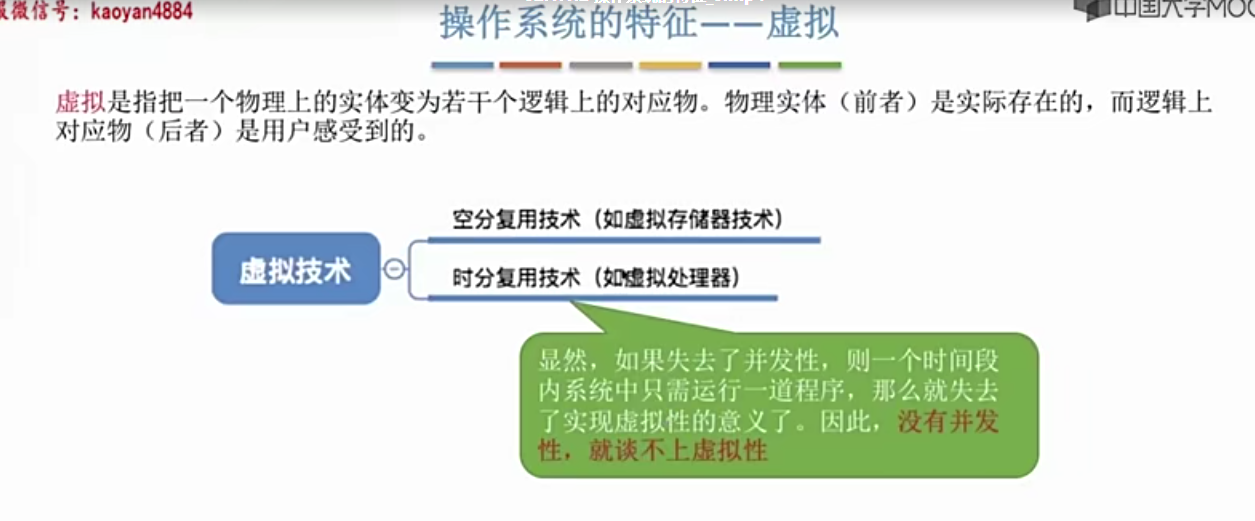 服微信号：kaoyan4884
操作系统的特征——虚拟
中国大学MOO
虚拟是指把一个物理上的实体变为若干个逻辑上的对应物。物理实体（前者）是实际存在的，而逻辑上
对应物（后者）是用户感受到的。
空分复用技术（如虚拟存储器技术）
虚拟技术
时分复用技术（如虚拟处理器）
显然，如果失去了并发性，则一个时间段
内系统中只需运行一道程序，那么就失去
了实现虚拟性的意义了。因此，没有并发
性，就谈不上虚拟性